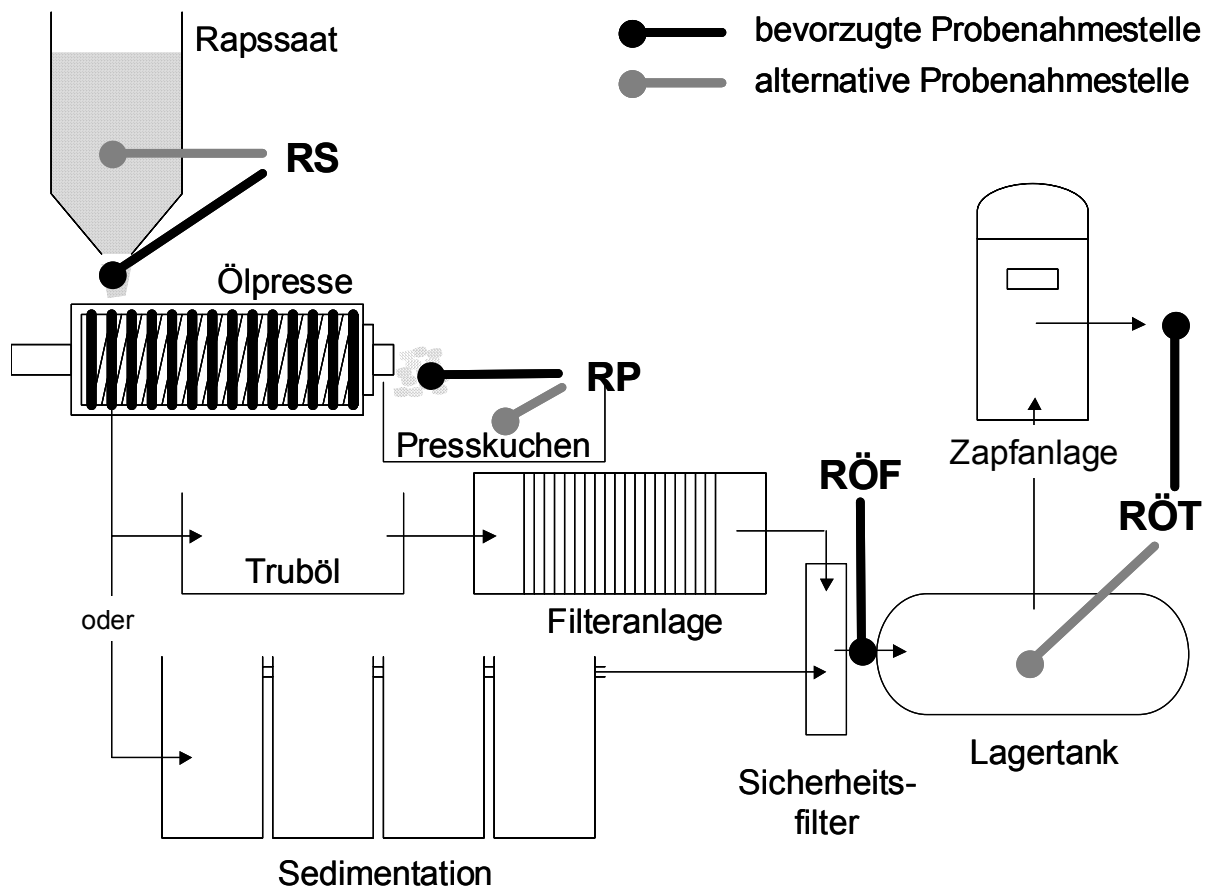 Rapssaat
bevorzugte Probenahmestelle
alternative Probenahmestelle
RS
Ölpresse
RP
Presskuchen
Zapfanlage
RÖF
RÖT
Truböl
oder
Filteranlage
Lagertank
Sicherheits-
filter
Sedimentation